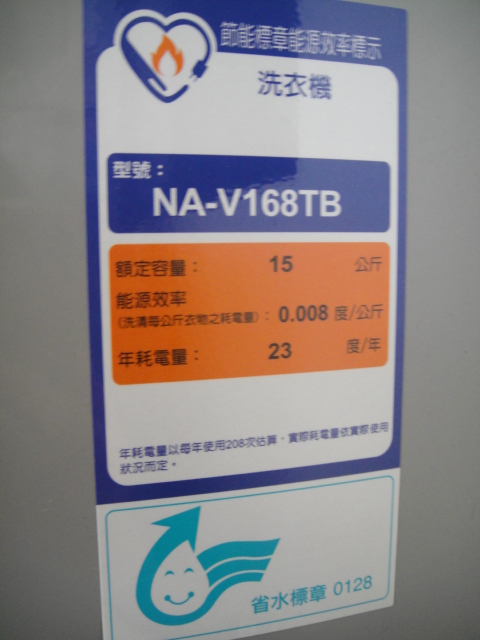 節能標章能源效率標示
洗衣機
型號：
NA-V168TB
額定容量： 15 公斤
能源效率
(洗清每公斤衣物之耗電量)： 0.008 度/公斤
年耗電量： 23 度/年
年耗電量以每年使用208次估算，實際耗電量依實際使用
狀況而定。
省水標章 0128